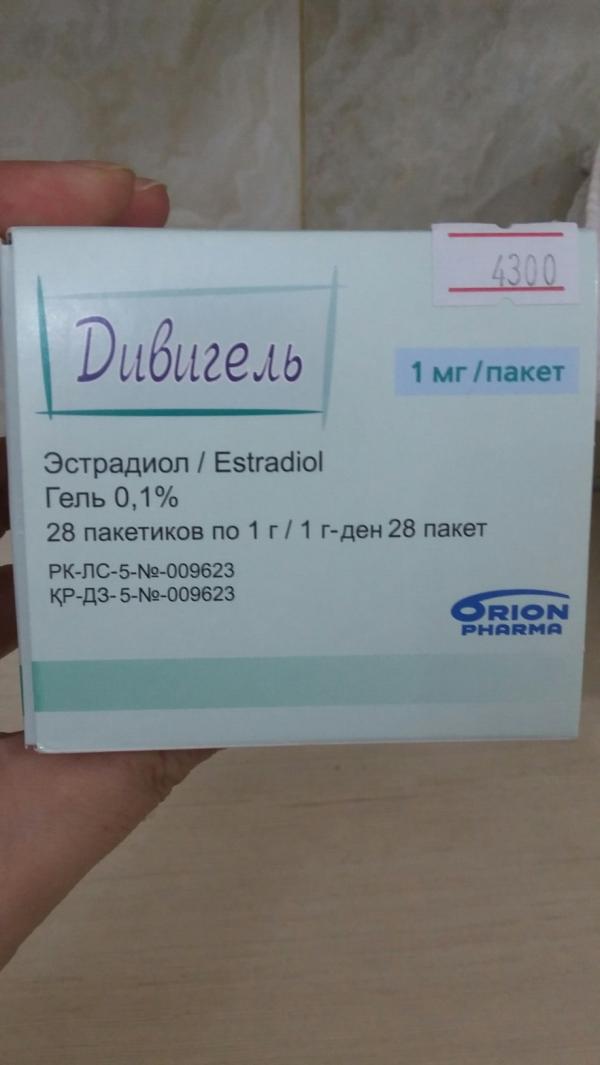 4300
Дивигель
1 мг/пакет
Эстрадиол / Estradiol
Гель 0,1%
28 пакетиков по 1 г / 1 г-ден 28 пакет
РК-ЛС-5-№-009623
ҚР-ДЗ-5-№-009623
ORION
PHARMA